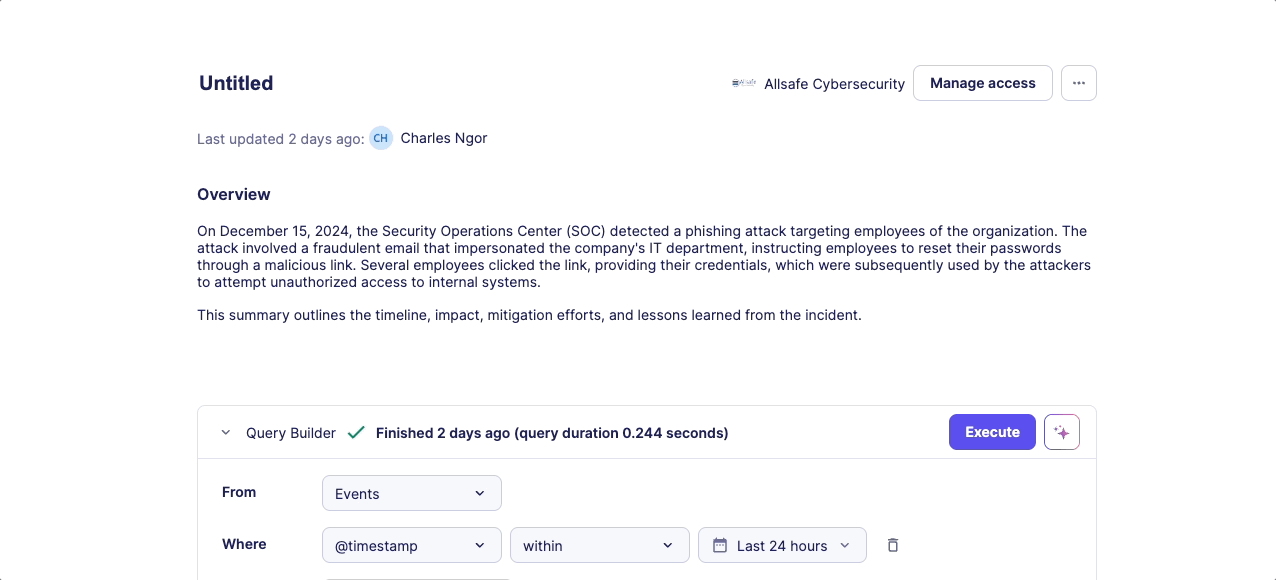 Untitled
Allsafe Cybersecurity
Manage access
Last updated 2 days ago: CH Charles Ngor
Overview
On December 15, 2024, the Security Operations Center (SOC) detected a phishing attack targeting employees of the organization. The
attack involved a fraudulent email that impersonated the company's IT department, instructing employees to reset their passwords
through a malicious link. Several employees clicked the link, providing their credentials, which were subsequently used by the attackers
to attempt unauthorized access to internal systems.
This summary outlines the timeline, impact, mitigation efforts, and lessons learned from the incident.
Query Builder Finished 2 days ago (query duration 0.244 seconds) Execute
From Events
Where @timestamp within Last 24 hours